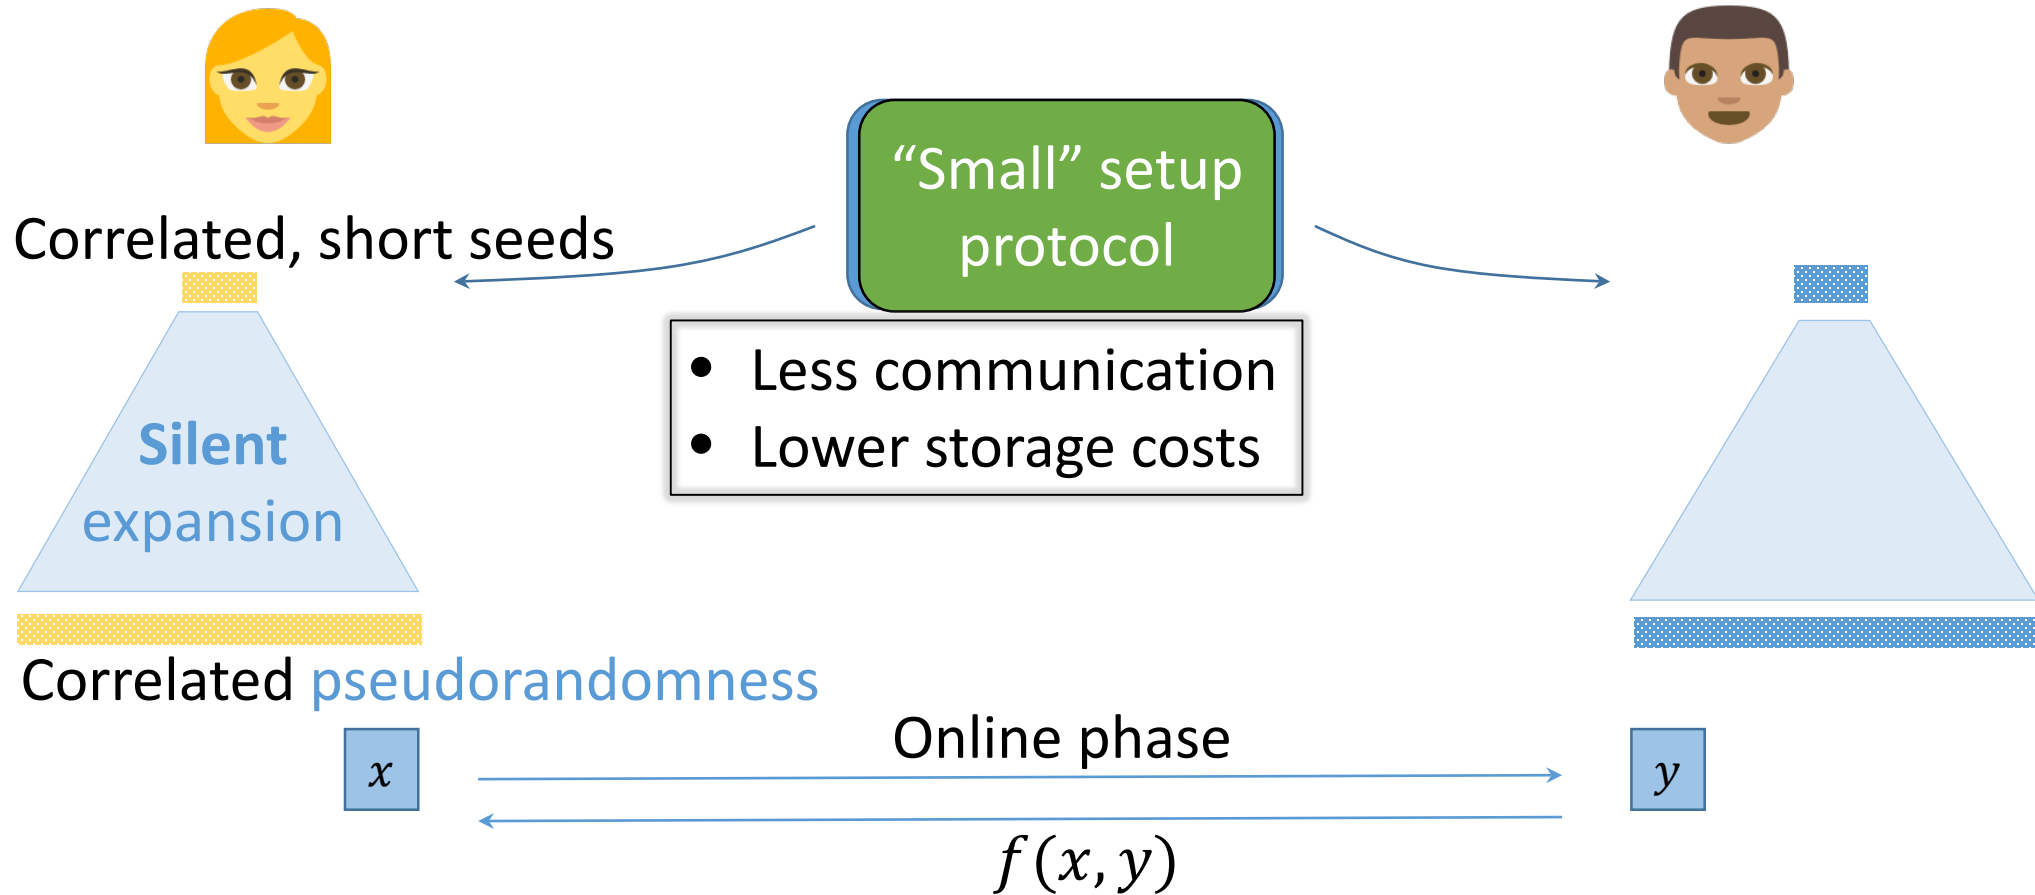 “Small” setup
protocol
Correlated, short seeds
• Less communication
• Lower storage costs
Silent
expansion
Correlated pseudorandomness
Online phase
x
y
f(x, y)